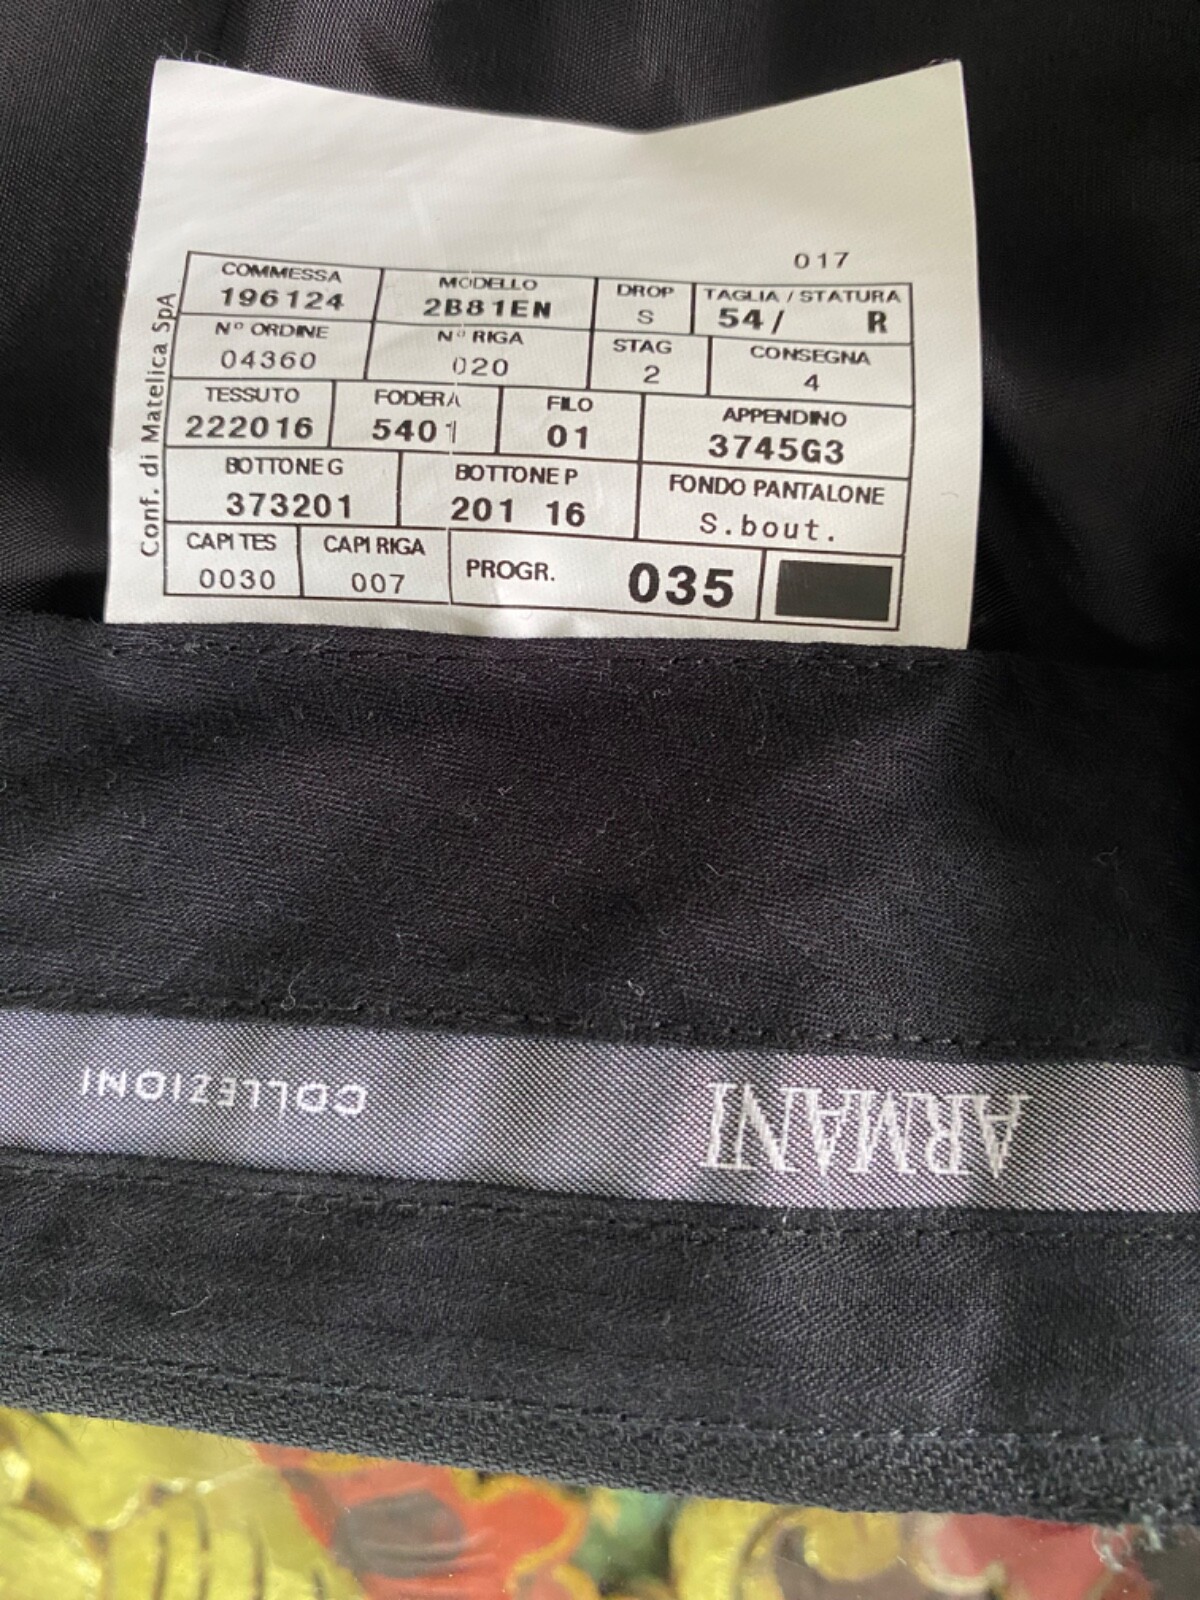 017
COMMESSA MODELLO DROP TAGLIA / STATURA
196124 2B81EN S 54/ R
Nº ORDINE Nº RIGA STAG CONSEGNA
04360 020 2 4
TESSUTO FODERA FILO APPENDINO
222016 5401 01 3745G3
BOTTONE G BOTTONE P FONDO PANTALONE
373201 201 16 S.bout.
CAPI TES CAPI RIGA PROGR. 035
0030 007
Conf. di Matelica SpA
ARMANI COLLEZIONI